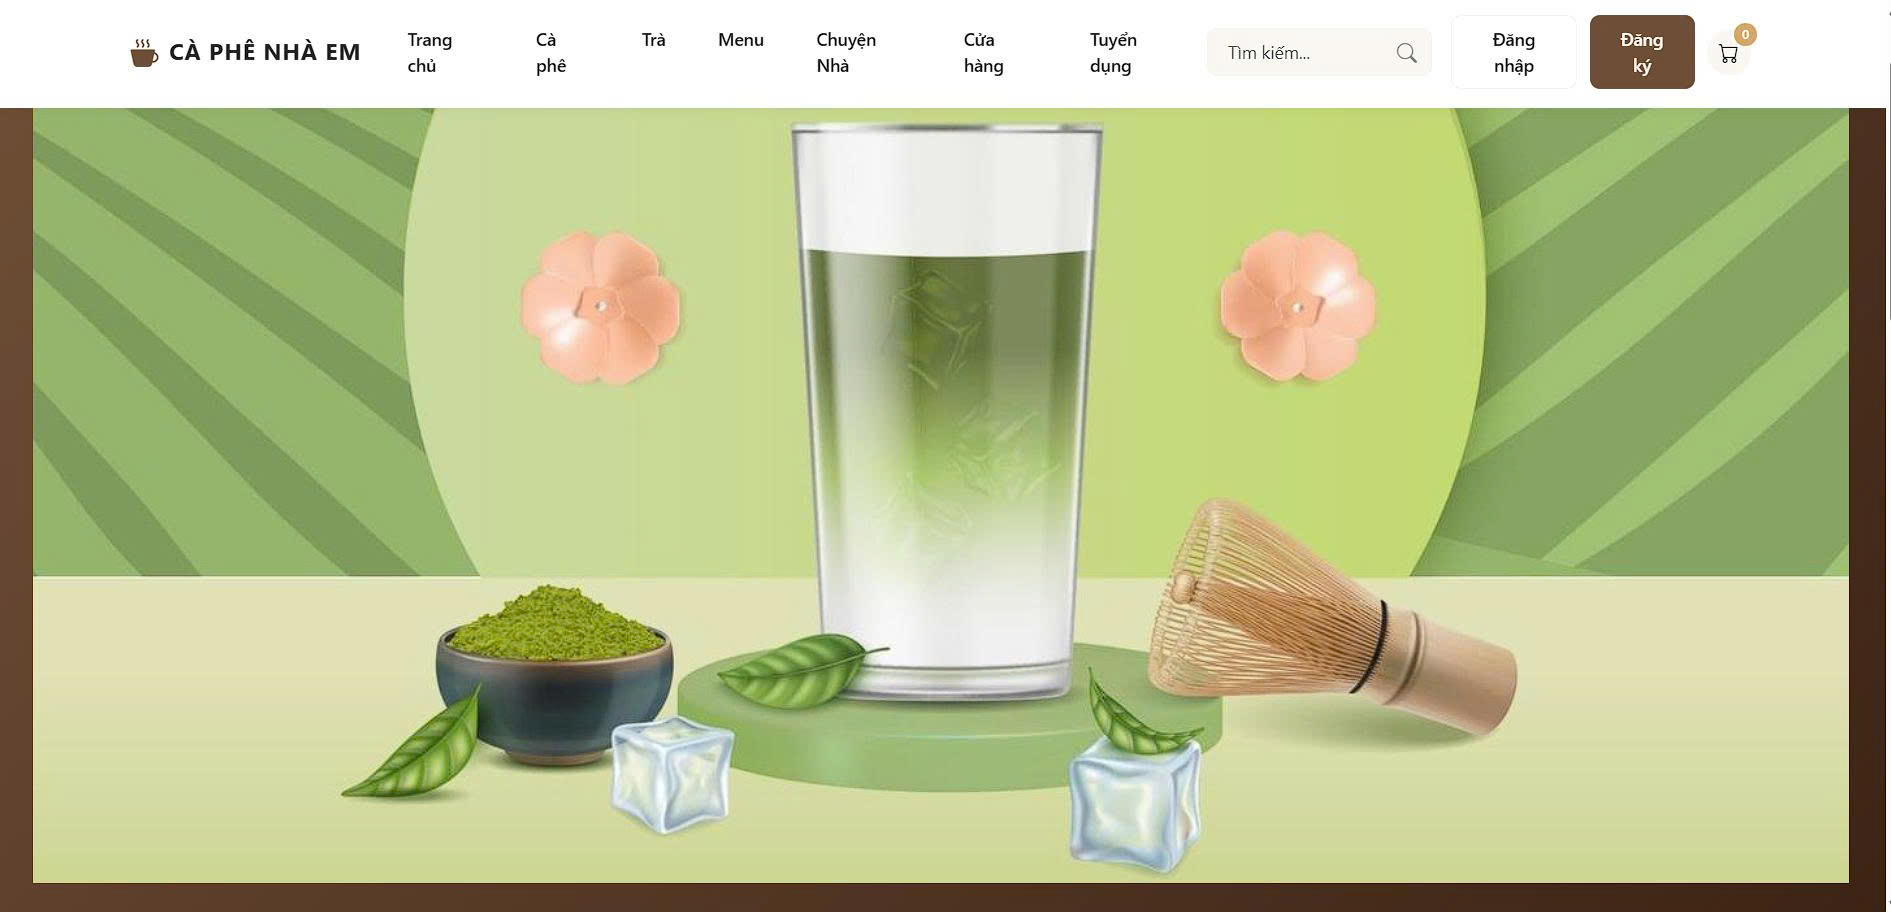 CÀ PHÊ NHÀ EM
Trang
chủ
Cà
phê
Trà
Menu
Chuyện
Nhà
Cửa
hàng
Tuyển
dụng
Tìm kiếm...
Đăng
nhập
Đăng
ký
0